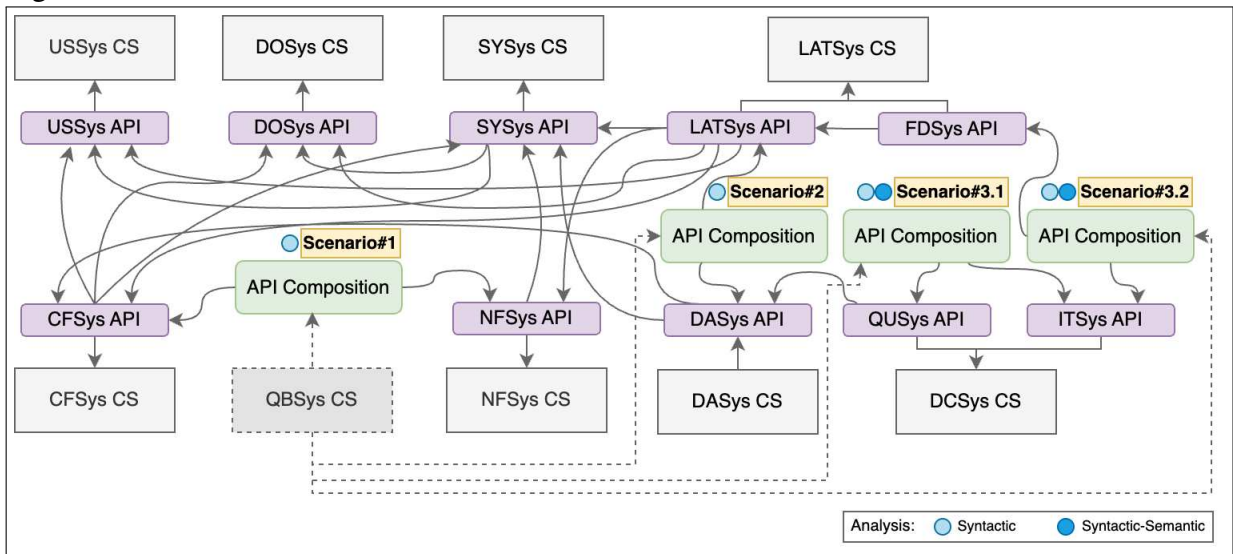 USSys CS
DOSys CS
SYSys CS
LATSys CS
USSys API
DOSys API
SYSys API
LATSys API
FDSys API
Scenario#2
Scenario#3.1
Scenario#3.2
API Composition
API Composition
API Composition
Scenario#1
API Composition
CFSys API
NFSys API
DASys API
QUSys API
ITSys API
CFSys CS
QBSys CS
NFSys CS
DASys CS
DCSys CS
Analysis:
Syntactic
Syntactic-Semantic